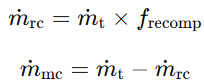 ṁ_rc = ṁ_t × f_recomp
ṁ_mc = ṁ_t − ṁ_rc